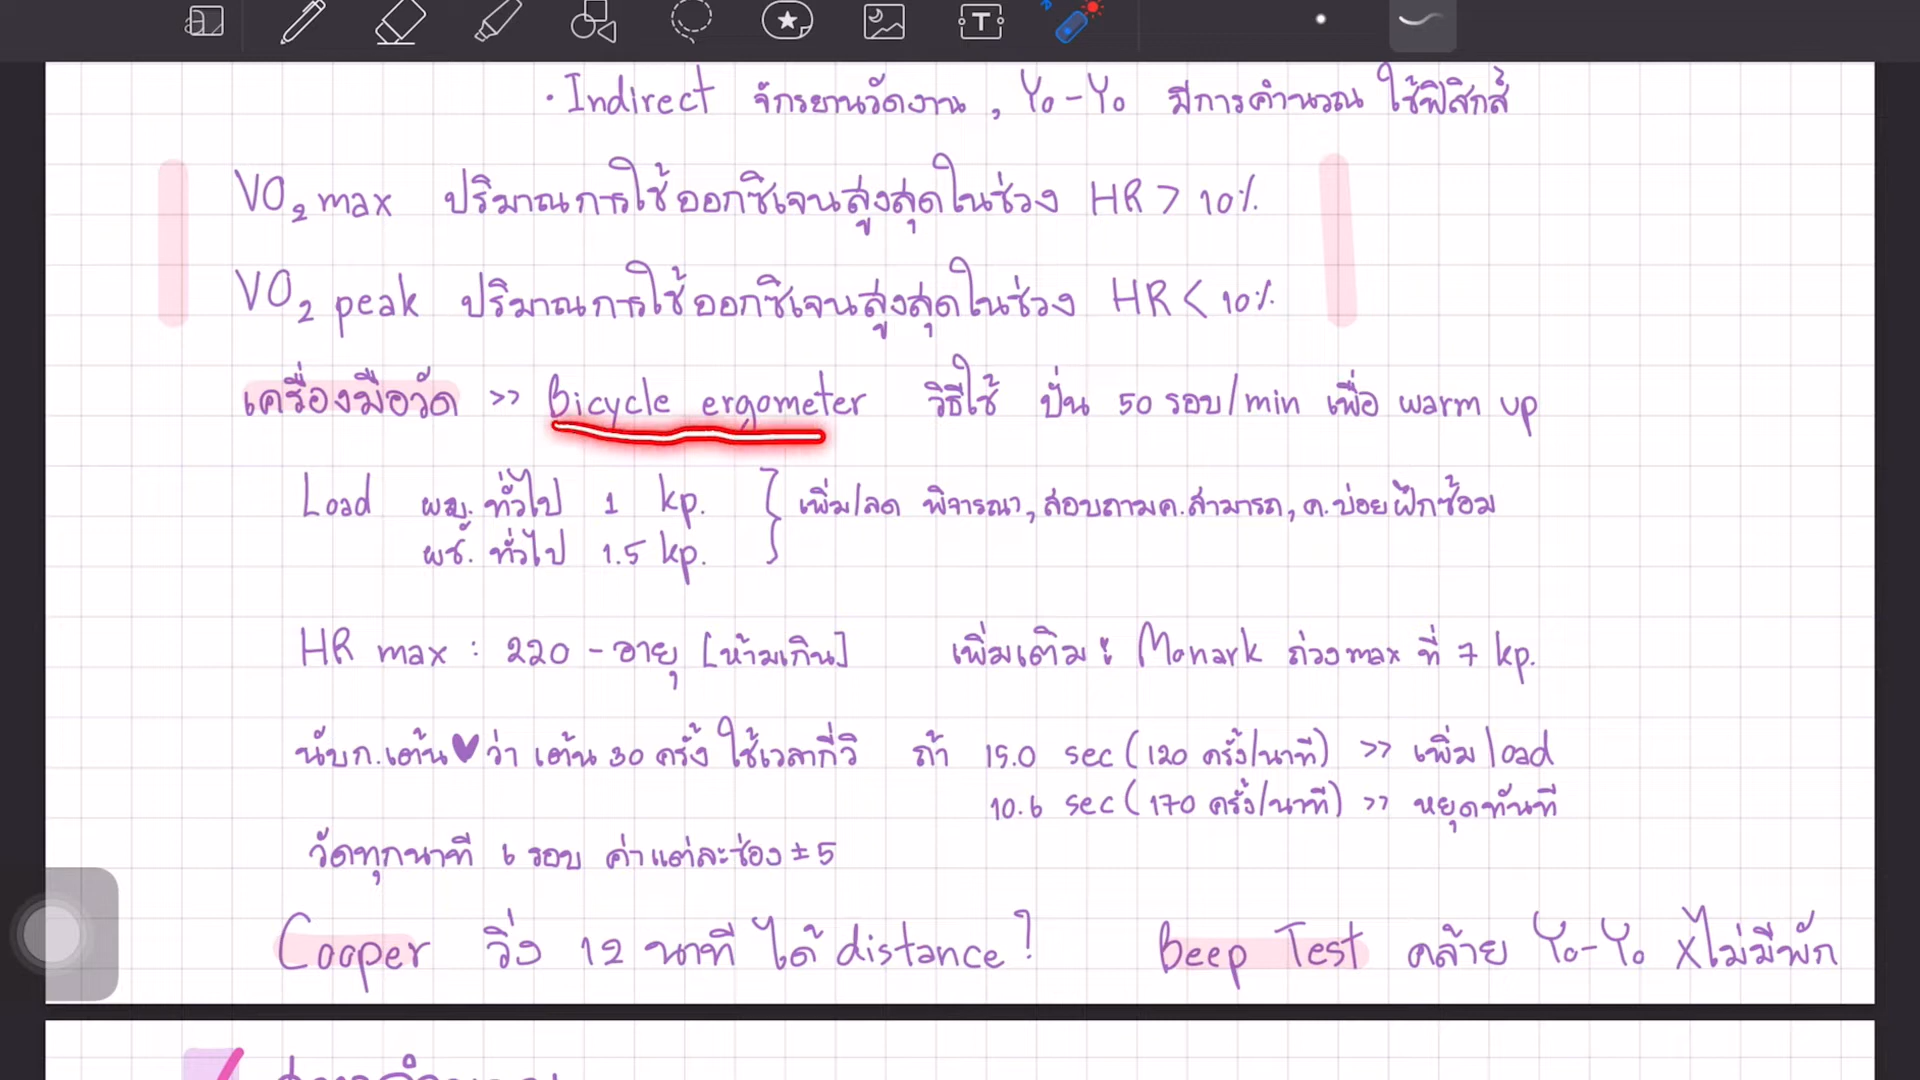 • Indirect จักรยานวัดงาน , Yo-Yo มีการคำนวณ ใช้ฟิสิกส์
VO₂ max ปริมาณการใช้ออกซิเจนสูงสุดในช่วง HR > 10%
VO₂ peak ปริมาณการใช้ออกซิเจนสูงสุดในช่วง HR < 10%
เครื่องมือวัด >> Bicycle ergometer วิธีใช้ ปั่น 50 รอบ/min เพื่อ warm up
Load ผญ. ทั่วไป 1 kp. } เพิ่ม/ลด พิจารณา, สอบถามค.สามารถ, ค.บ่อยฝึกซ้อม
ผช. ทั่วไป 1.5 kp.
HR max : 220 - อายุ [ห้ามเกิน] เพิ่มเติม : Monark ถ่วงmax ที่ 7 kp.
นับก.เต้น♥ว่า เต้น 30 ครั้ง ใช้เวลากี่วิ ถ้า 15.0 sec (120 ครั้ง/นาที) >> เพิ่ม load
10.6 sec (170 ครั้ง/นาที) >> หยุดทันที
วัดทุกนาที 6 รอบ ค่าแต่ละช่อง ±5
Cooper วิ่ง 12 นาที ได้ distance? Beep Test คล้าย Yo-Yo Xไม่มีพัก